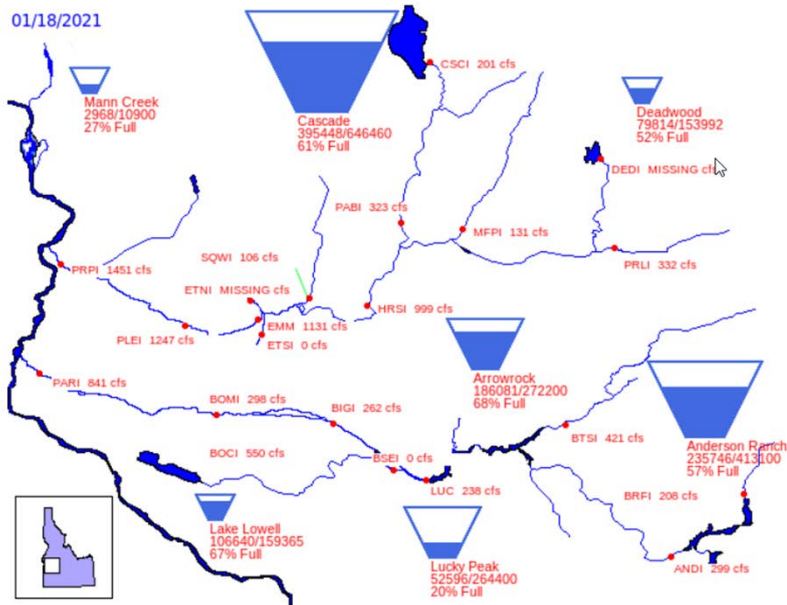 01/18/2021
CSCI 201 cfs
Mann Creek
2968/10900
27% Full
Cascade
395448/646460
61% Full
Deadwood
79814/153992
52% Full
DEDI MISSING cfs
PABI 323 cfs
MFPI 131 cfs
SQWI 106 cfs
PRPI 1451 cfs
PRLI 332 cfs
ETNI MISSING cfs
HRSI 999 cfs
EMM 1131 cfs
PLEI 1247 cfs
ETSI 0 cfs
Arrowrock
186081/272200
68% Full
PARI 841 cfs
BOMI 298 cfs
BIGI 262 cfs
BTSI 421 cfs
Anderson Ranch
235746/413100
57% Full
BOCI 550 cfs
BSEI 0 cfs
LUC 238 cfs
BRFI 208 cfs
Lake Lowell
106640/159365
67% Full
Lucky Peak
52596/264400
20% Full
ANDI 299 cfs